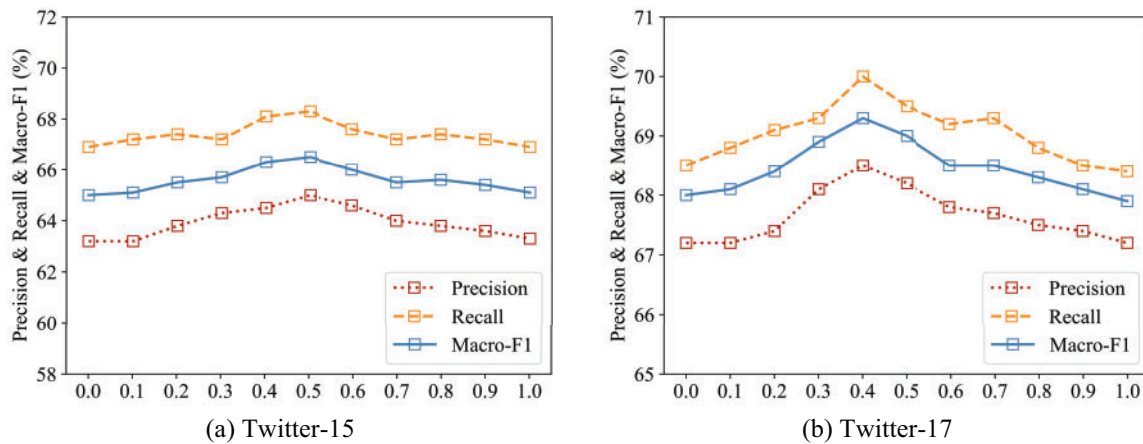 Precision & Recall & Macro-F1 (%)
72
70
68
66
64
62
60
58
Precision
Recall
Macro-F1
0.0 0.1 0.2 0.3 0.4 0.5 0.6 0.7 0.8 0.9 1.0
(a) Twitter-15
Precision & Recall & Macro-F1 (%)
71
70
69
68
67
66
65
Precision
Recall
Macro-F1
0.0 0.1 0.2 0.3 0.4 0.5 0.6 0.7 0.8 0.9 1.0
(b) Twitter-17